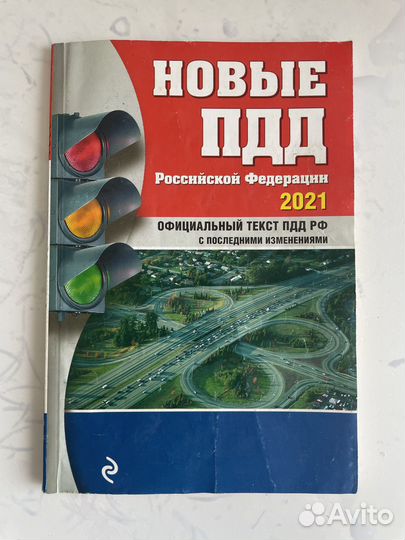 НОВЫЕ
ПДД
Российской Федерации
2021
ОФИЦИАЛЬНЫЙ ТЕКСТ ПДД РФ
С ПОСЛЕДНИМИ ИЗМЕНЕНИЯМИ
Avito